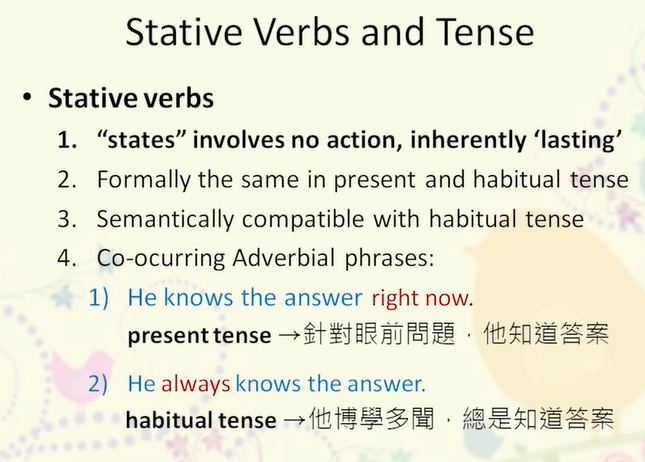 Stative Verbs and Tense
• Stative verbs
1. “states” involves no action, inherently ‘lasting’
2. Formally the same in present and habitual tense
3. Semantically compatible with habitual tense
4. Co-ocurring Adverbial phrases:
1) He knows the answer right now.
present tense →針對眼前問題，他知道答案
2) He always knows the answer.
habitual tense →他博學多聞，總是知道答案